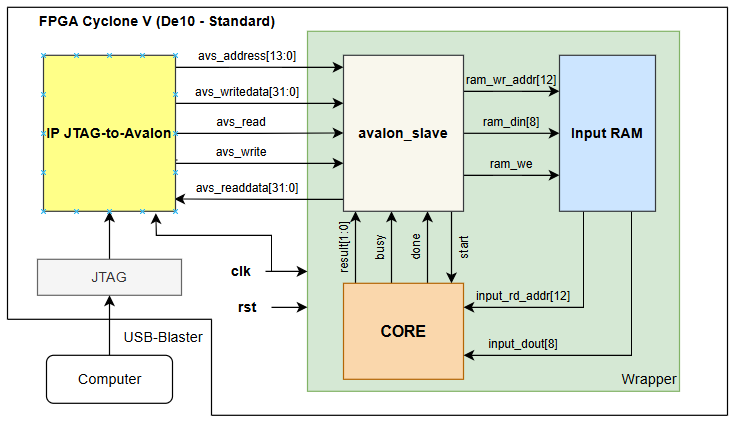 FPGA Cyclone V (De10 - Standard)
avs_address[13:0]
avs_writedata[31:0]
avs_read
avs_write
avs_readdata[31:0]
IP JTAG-to-Avalon
avalon_slave
ram_wr_addr[12]
ram_din[8]
ram_we
Input RAM
result[1:0]
busy
done
start
clk
rst
JTAG
CORE
input_rd_addr[12]
input_dout[8]
USB-Blaster
Computer
Wrapper